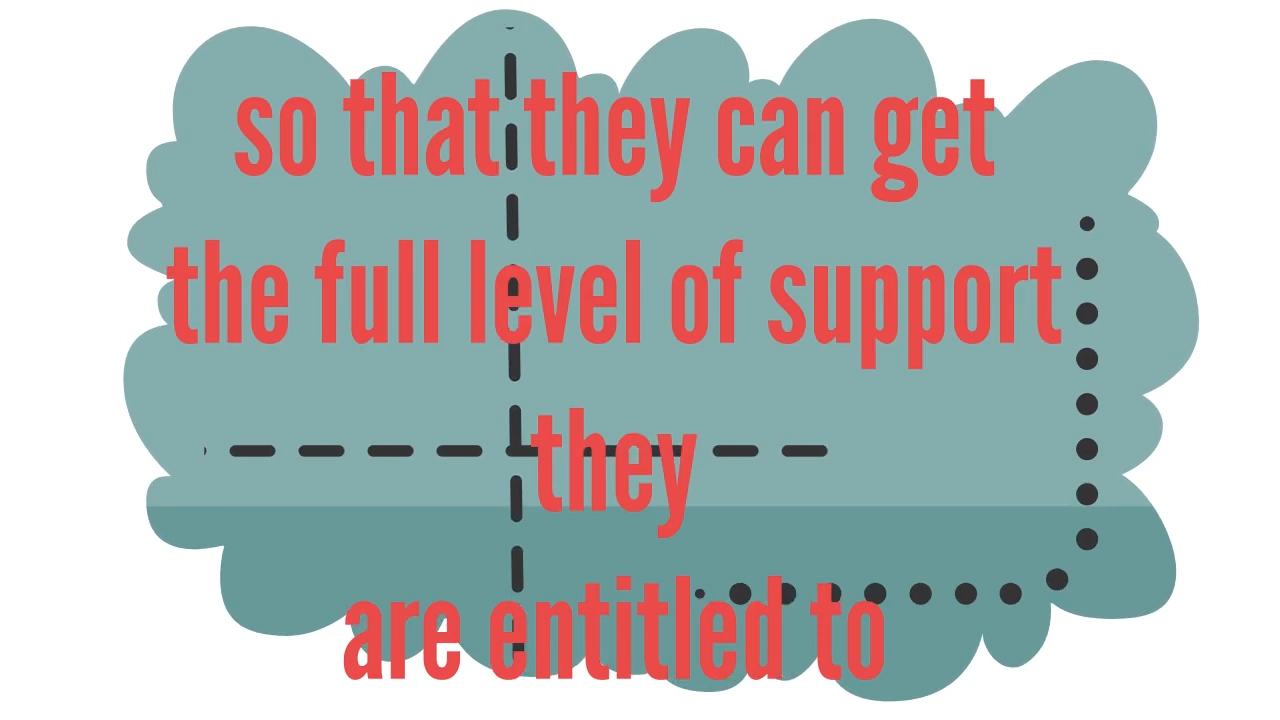 so that they can get
the full level of support
they
are entitled to